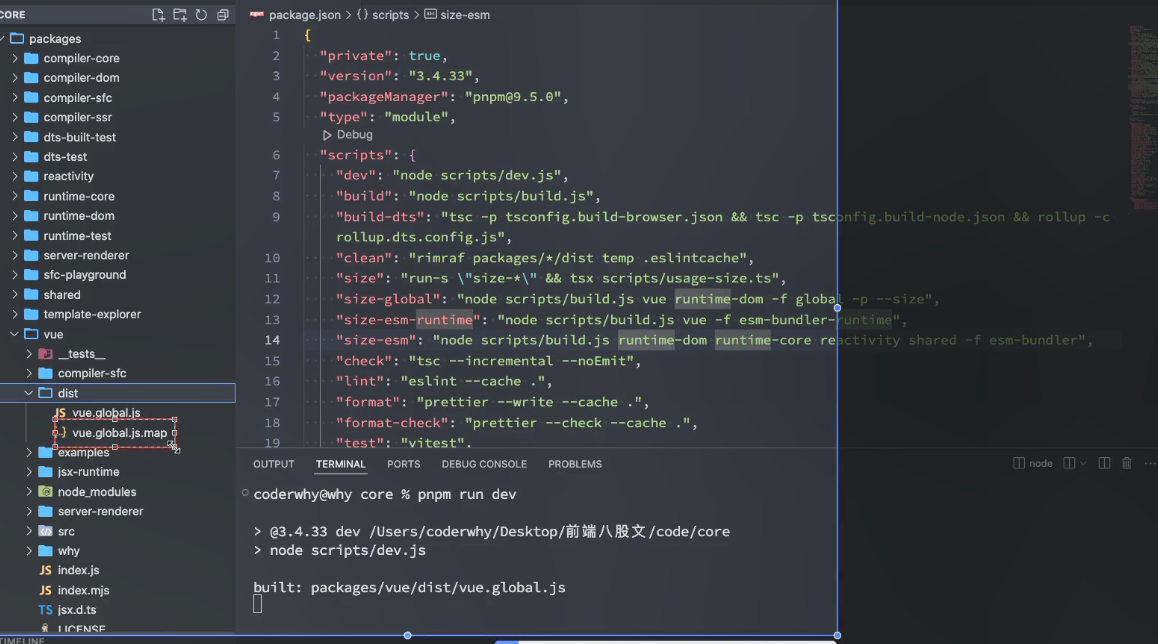 CORE
packages
compiler-core
compiler-dom
compiler-sfc
compiler-ssr
dts-built-test
dts-test
reactivity
runtime-core
runtime-dom
runtime-test
server-renderer
sfc-playground
shared
template-explorer
vue
__tests__
compiler-sfc
dist
JS vue.global.js
vue.global.js.map
examples
jsx-runtime
node_modules
server-renderer
src
why
JS index.js
JS index.mjs
TS jsx.d.ts
LICENSE
TIMELINE
package.json > {} scripts > size-esm
1 {
2 "private": true,
3 "version": "3.4.33",
4 "packageManager": "pnpm@9.5.0",
5 "type": "module",
Debug
6 "scripts": {
7 "dev": "node scripts/dev.js",
8 "build": "node scripts/build.js",
9 "build-dts": "tsc -p tsconfig.build-browser.json && tsc -p tsconfig.build-node.json && rollup -c
rollup.dts.config.js",
10 "clean": "rimraf packages/*/dist temp .eslintcache",
11 "size": "run-s \"size-*\" && tsx scripts/usage-size.ts",
12 "size-global": "node scripts/build.js vue runtime-dom -f global -p --size",
13 "size-esm-runtime": "node scripts/build.js vue -f esm-bundler-runtime",
14 "size-esm": "node scripts/build.js runtime-dom runtime-core reactivity shared -f esm-bundler",
15 "check": "tsc --incremental --noEmit",
16 "lint": "eslint --cache .",
17 "format": "prettier --write --cache .",
18 "format-check": "prettier --check --cache .",
19 "test": "vitest",
OUTPUT TERMINAL PORTS DEBUG CONSOLE PROBLEMS node
coderwhy@why core % pnpm run dev
> @3.4.33 dev /Users/coderwhy/Desktop/前端八股文/code/core
> node scripts/dev.js
built: packages/vue/dist/vue.global.js